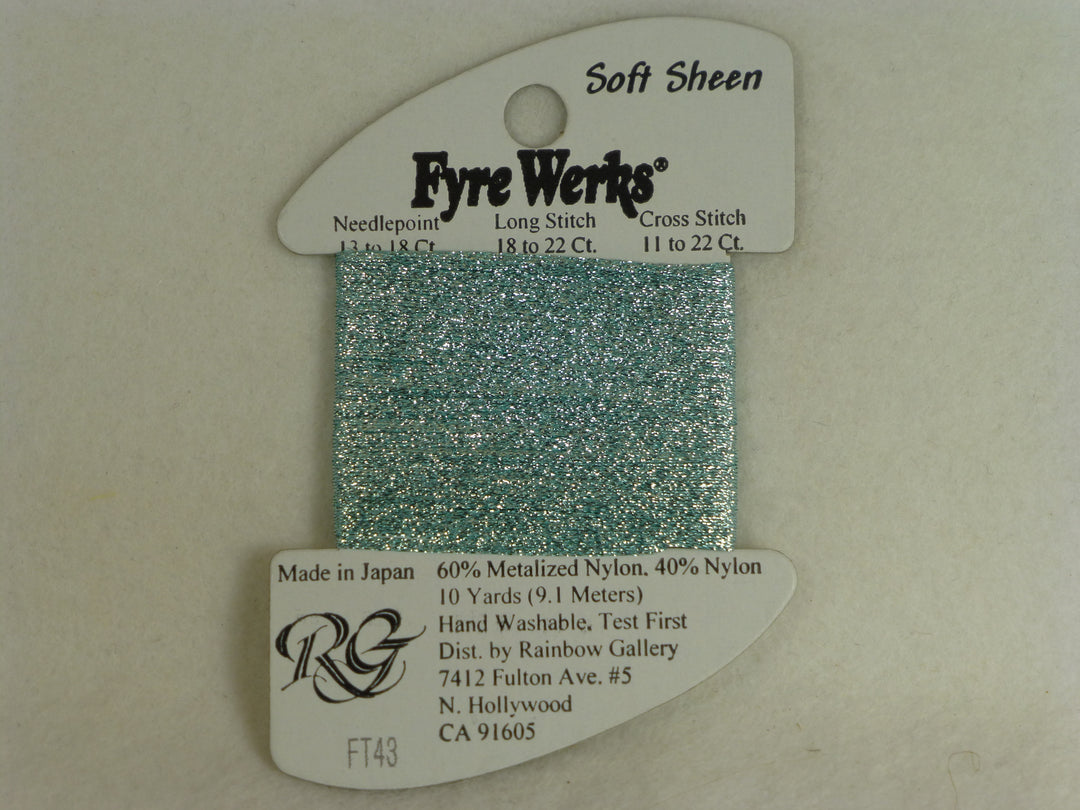 Soft Sheen
Fyre Werks®
Needlepoint Long Stitch Cross Stitch
13 to 18 Ct. 18 to 22 Ct. 11 to 22 Ct.
Made in Japan 60% Metalized Nylon, 40% Nylon
10 Yards (9.1 Meters)
Hand Washable, Test First
Dist. by Rainbow Gallery
7412 Fulton Ave. #5
N. Hollywood
CA 91605
RG
FT43